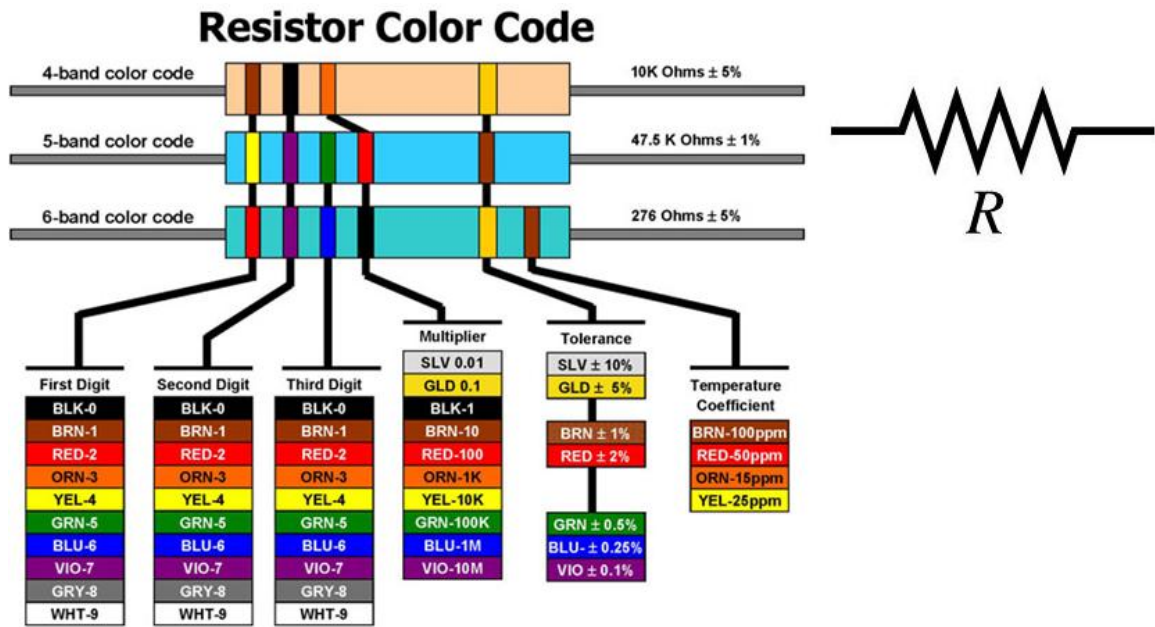 Resistor Color Code
4-band color code
10K Ohms ± 5%
5-band color code
47.5 K Ohms ± 1%
6-band color code
276 Ohms ± 5%
R
First Digit
BLK-0
BRN-1
RED-2
ORN-3
YEL-4
GRN-5
BLU-6
VIO-7
GRY-8
WHT-9
Second Digit
BLK-0
BRN-1
RED-2
ORN-3
YEL-4
GRN-5
BLU-6
VIO-7
GRY-8
WHT-9
Third Digit
BLK-0
BRN-1
RED-2
ORN-3
YEL-4
GRN-5
BLU-6
VIO-7
GRY-8
WHT-9
Multiplier
SLV 0.01
GLD 0.1
BLK-1
BRN-10
RED-100
ORN-1K
YEL-10K
GRN-100K
BLU-1M
VIO-10M
Tolerance
SLV ± 10%
GLD ± 5%
BRN ± 1%
RED ± 2%
GRN ± 0.5%
BLU- ± 0.25%
VIO ± 0.1%
Temperature
Coefficient
BRN-100ppm
RED-50ppm
ORN-15ppm
YEL-25ppm